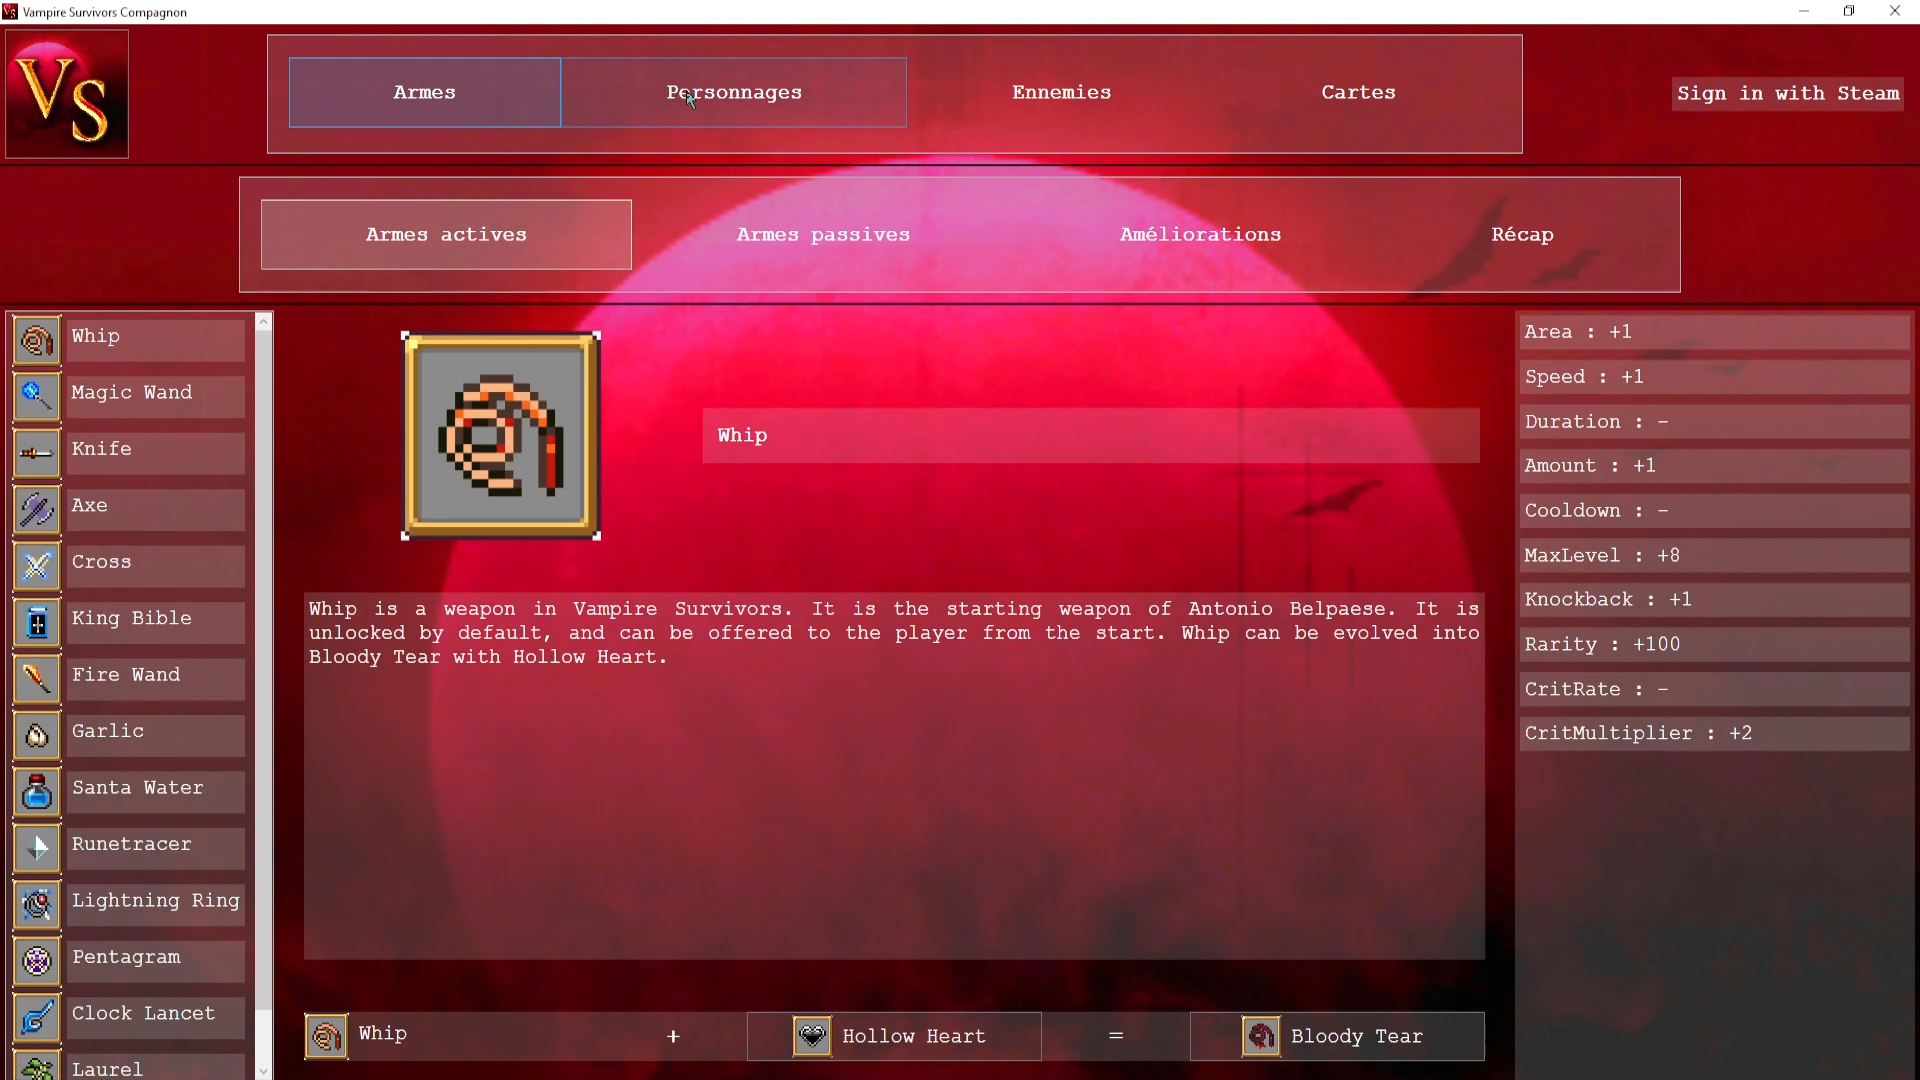 Vampire Survivors Compagnon
VS
Armes
Personnages
Ennemies
Cartes
Sign in with Steam
Armes actives
Armes passives
Améliorations
Récap
Whip
Magic Wand
Knife
Axe
Cross
King Bible
Fire Wand
Garlic
Santa Water
Runetracer
Lightning Ring
Pentagram
Clock Lancet
Laurel
Whip
Whip is a weapon in Vampire Survivors. It is the starting weapon of Antonio Belpaese. It is
unlocked by default, and can be offered to the player from the start. Whip can be evolved into
Bloody Tear with Hollow Heart.
Whip + Hollow Heart = Bloody Tear
Area : +1
Speed : +1
Duration : -
Amount : +1
Cooldown : -
MaxLevel : +8
Knockback : +1
Rarity : +100
CritRate : -
CritMultiplier : +2